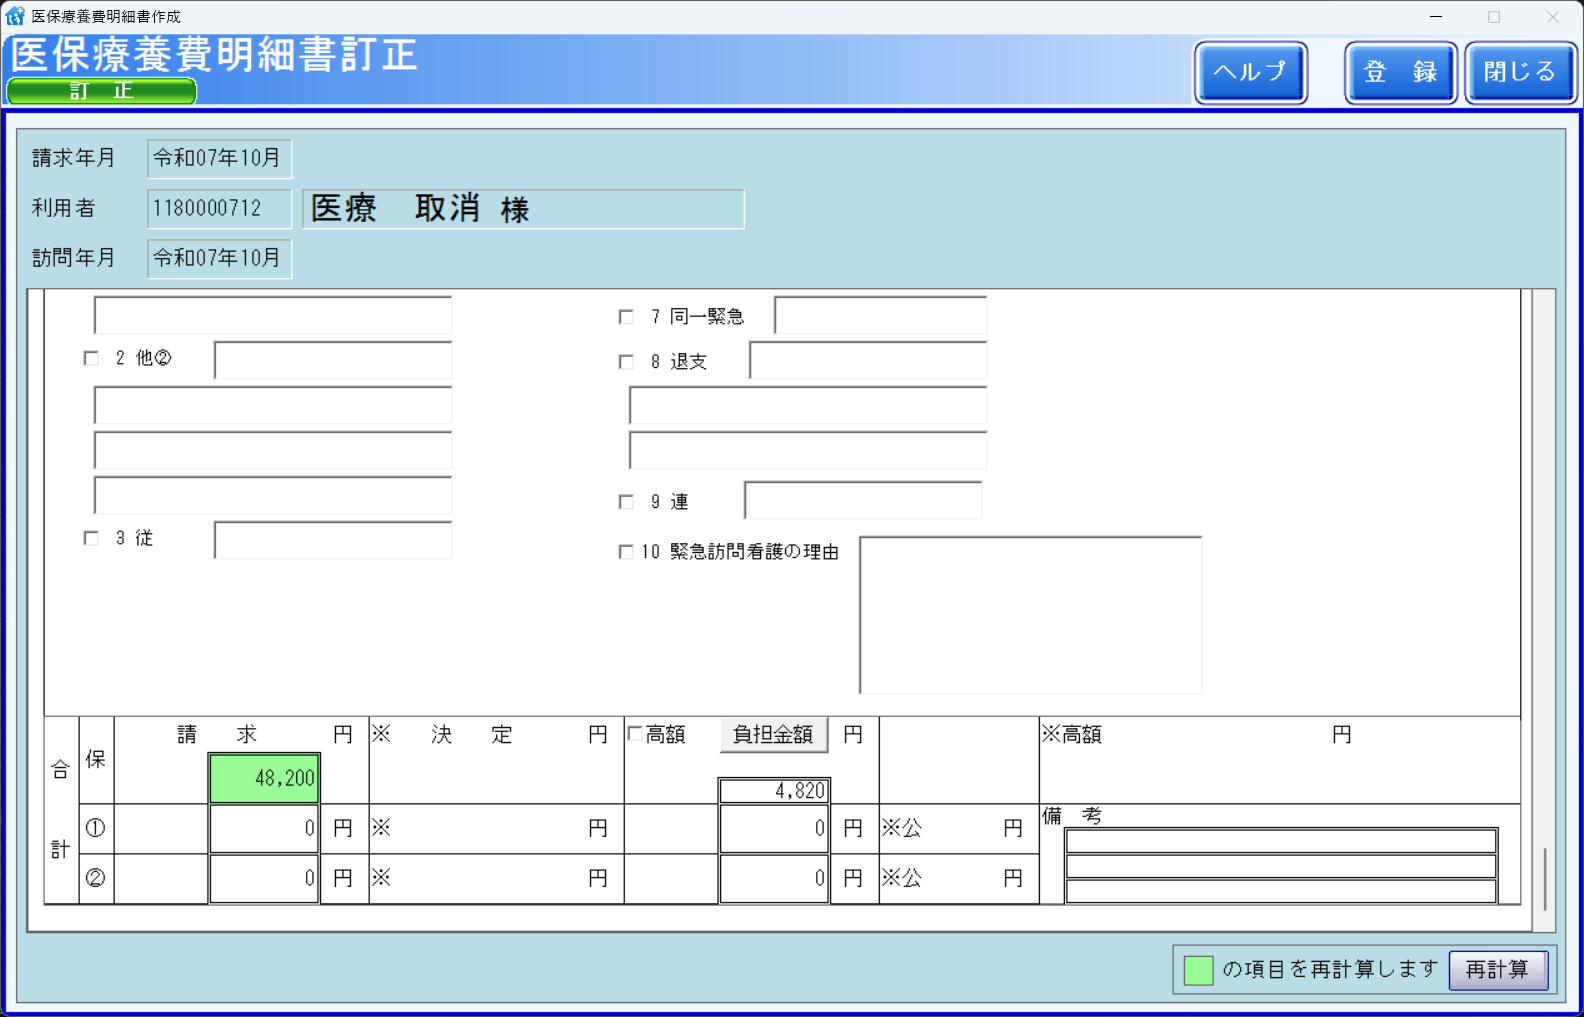 医保療養費明細書作成
医保療養費明細書訂正
訂 正
ヘルプ
登 録
閉じる
請求年月 令和07年10月
利用者 1180000712 医療 取消 様
訪問年月 令和07年10月
7 同一緊急
2 他② 8 退支
9 連
3 従
10 緊急訪問看護の理由
合計
保 請 求 円 ※ 決 定 円 高額 負担金額 円 ※高額 円
48,200 4,820
① 0 円 ※ 円 0 円 ※公 円 備 考
② 0 円 ※ 円 0 円 ※公 円
の項目を再計算します 再計算